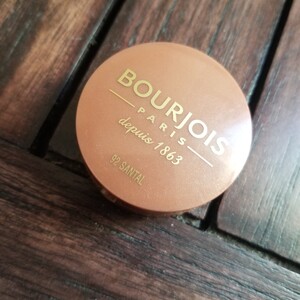 BOURJOIS
PARIS
depuis 1863
92 SANTAL